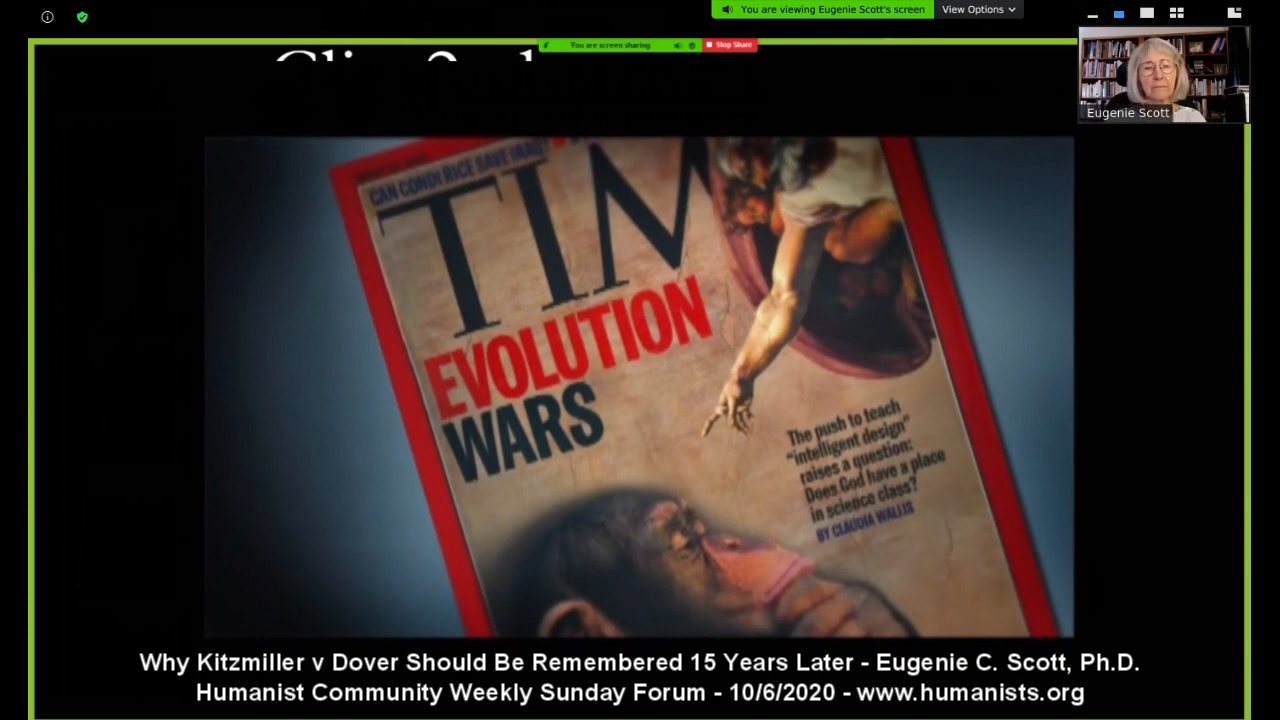 You are viewing Eugenie Scott's screen
View Options
You are screen sharing
Stop Share
Eugenie Scott
CAN CONDI RICE SAVE IRAQ?
TIM
EVOLUTION
WARS
The push to teach
"intelligent design"
raises a question:
Does God have a place
in science class?
BY CLAUDIA WALLIS
Why Kitzmiller v Dover Should Be Remembered 15 Years Later - Eugenie C. Scott, Ph.D.
Humanist Community Weekly Sunday Forum - 10/6/2020 - www.humanists.org